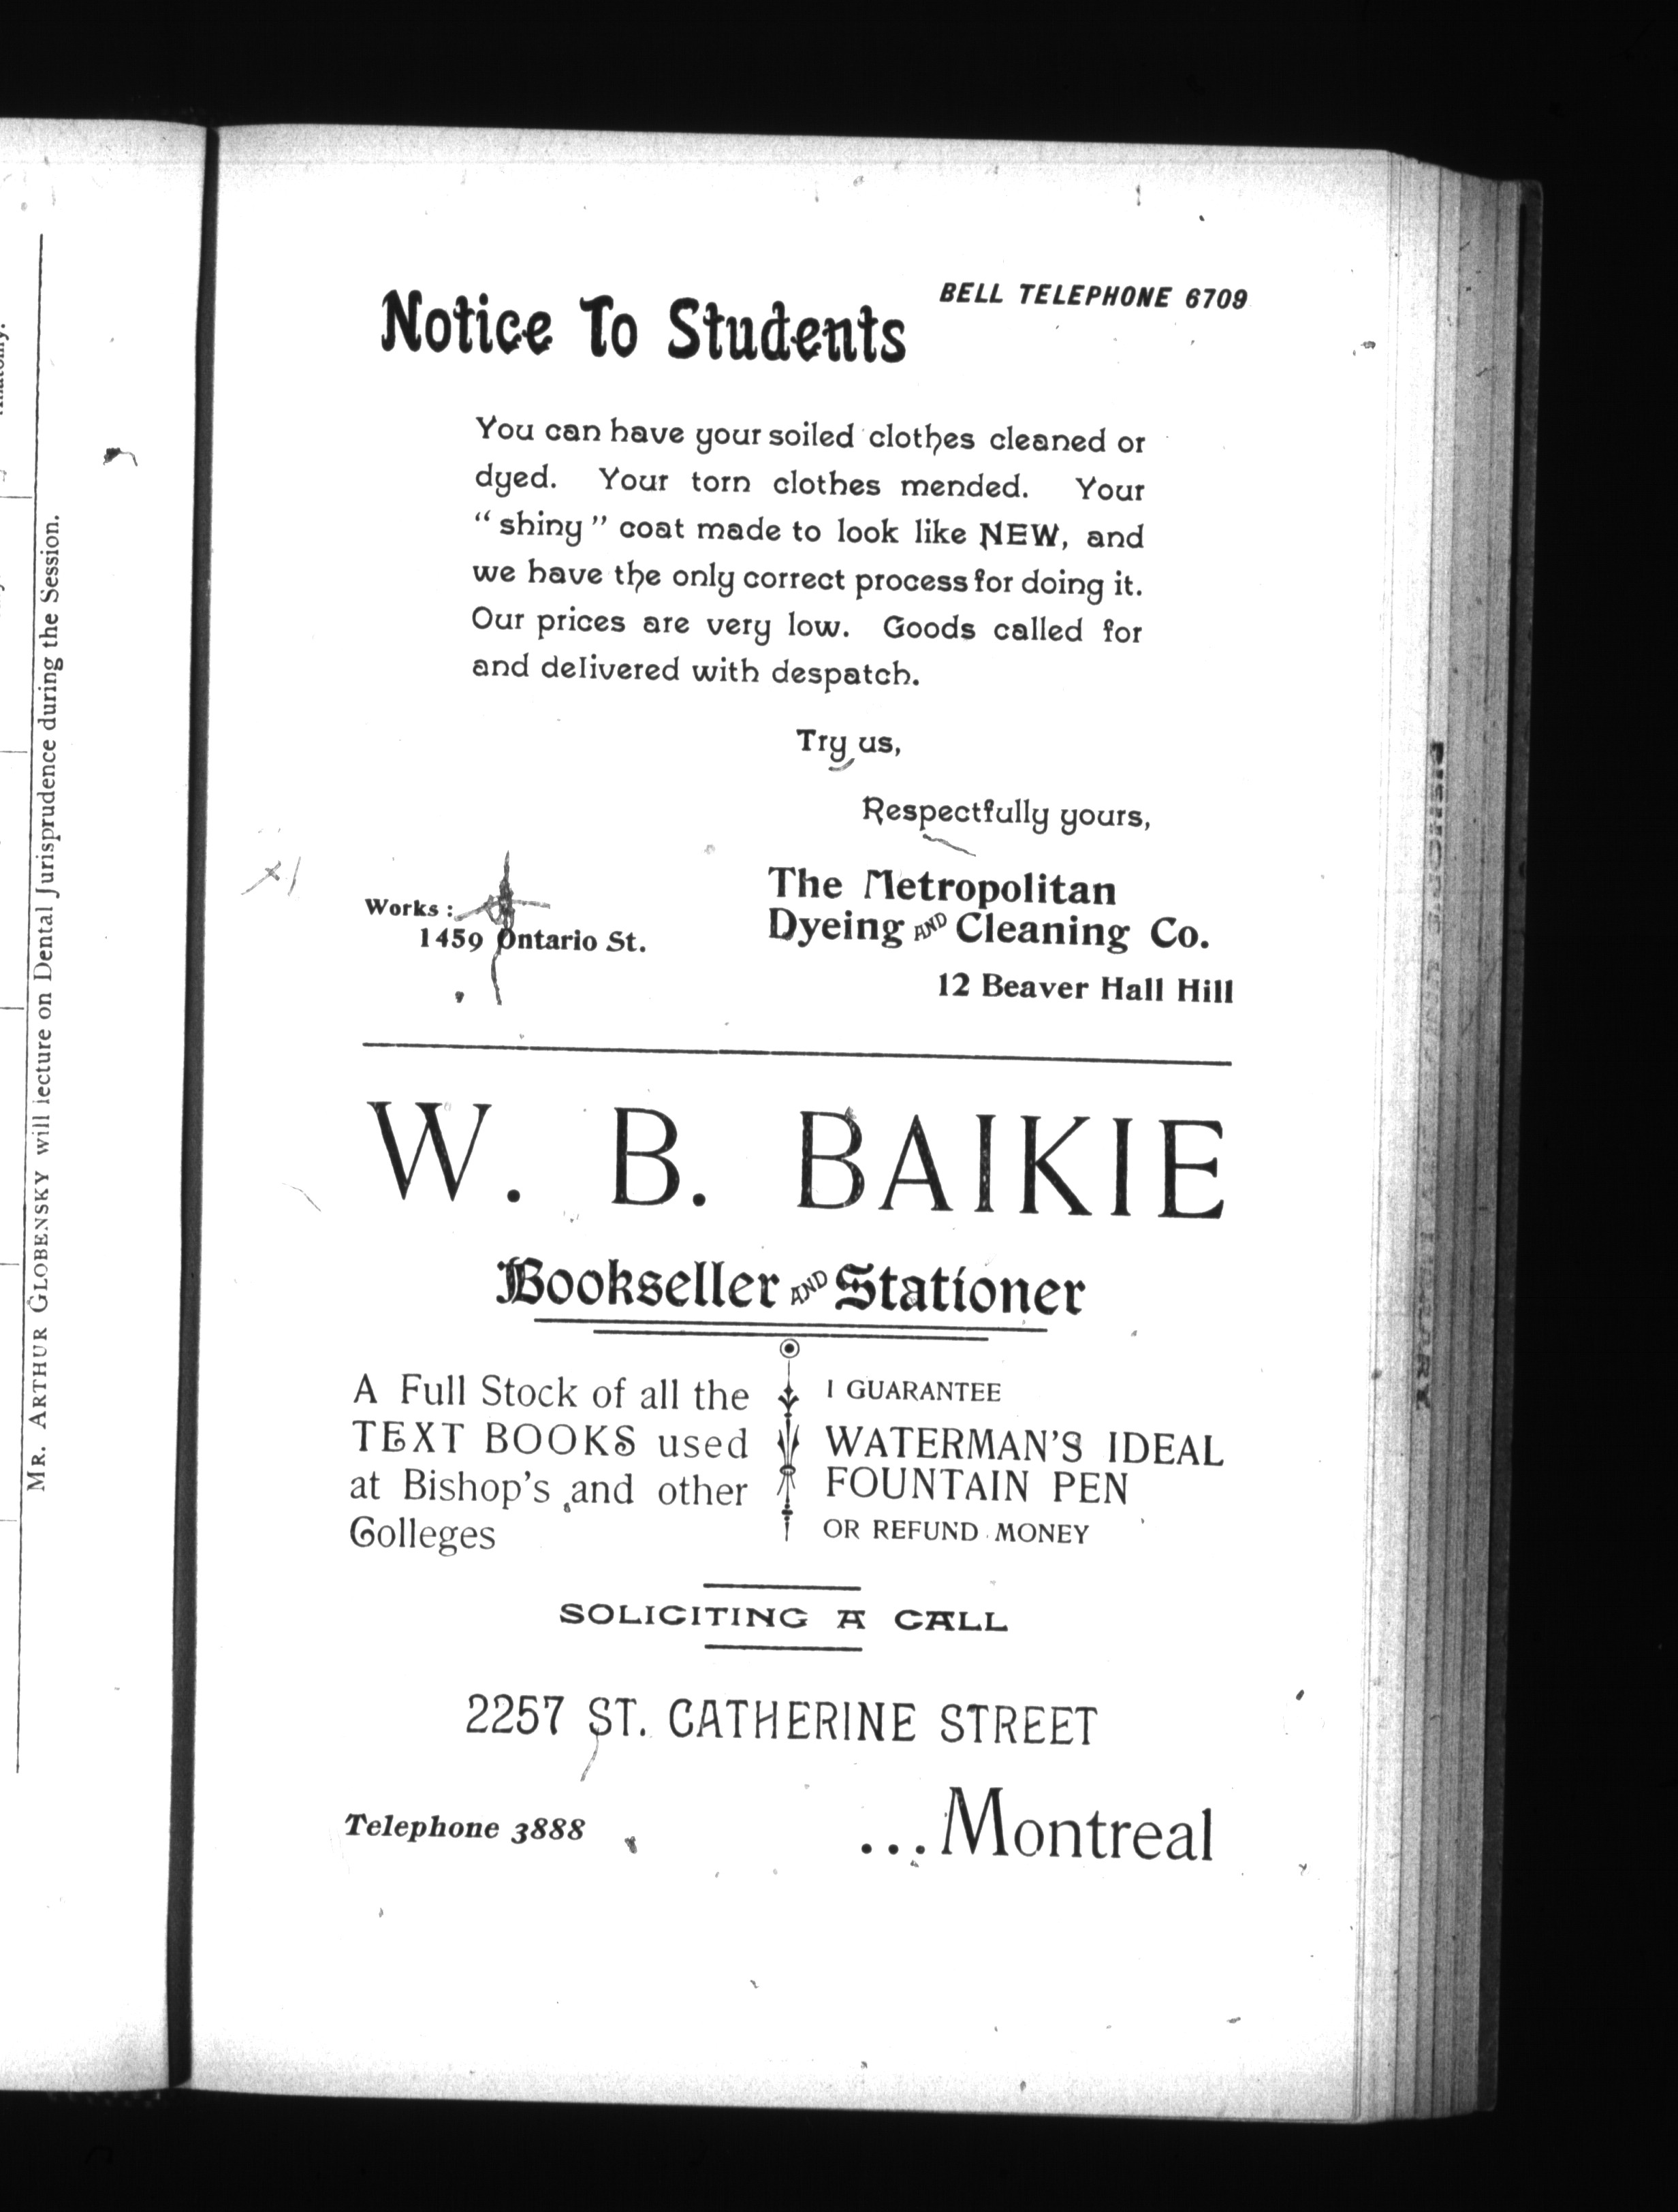 Mr. Arthur Globensky will lecture on Dental Jurisprudence during the Session.
Notice To Students
BELL TELEPHONE 6709
You can have your soiled clothes cleaned or
dyed. Your torn clothes mended. Your
“shiny” coat made to look like NEW, and
we have the only correct process for doing it.
Our prices are very low. Goods called for
and delivered with despatch.
Try us,
Respectfully yours,
Works:
1459 Ontario St.
The Metropolitan
Dyeing AND Cleaning Co.
12 Beaver Hall Hill
W. B. BAIKIE
Bookseller AND Stationer
A Full Stock of all the
TEXT BOOKS used
at Bishop's and other
Colleges
I GUARANTEE
WATERMAN'S IDEAL
FOUNTAIN PEN
OR REFUND MONEY
SOLICITING A CALL
2257 ST. CATHERINE STREET
Telephone 3888
...Montreal